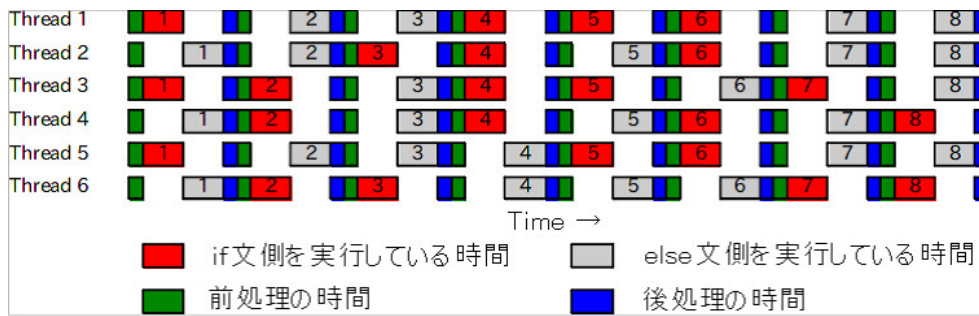 Thread 1 1 2 3 4 5 6 7 8
Thread 2 1 2 3 4 5 6 7 8
Thread 3 1 2 3 4 5 6 7 8
Thread 4 1 2 3 4 5 6 7 8
Thread 5 1 2 3 4 5 6 7 8
Thread 6 1 2 3 4 5 6 7 8
Time →
if文側を実行している時間
else文側を実行している時間
前処理の時間
後処理の時間